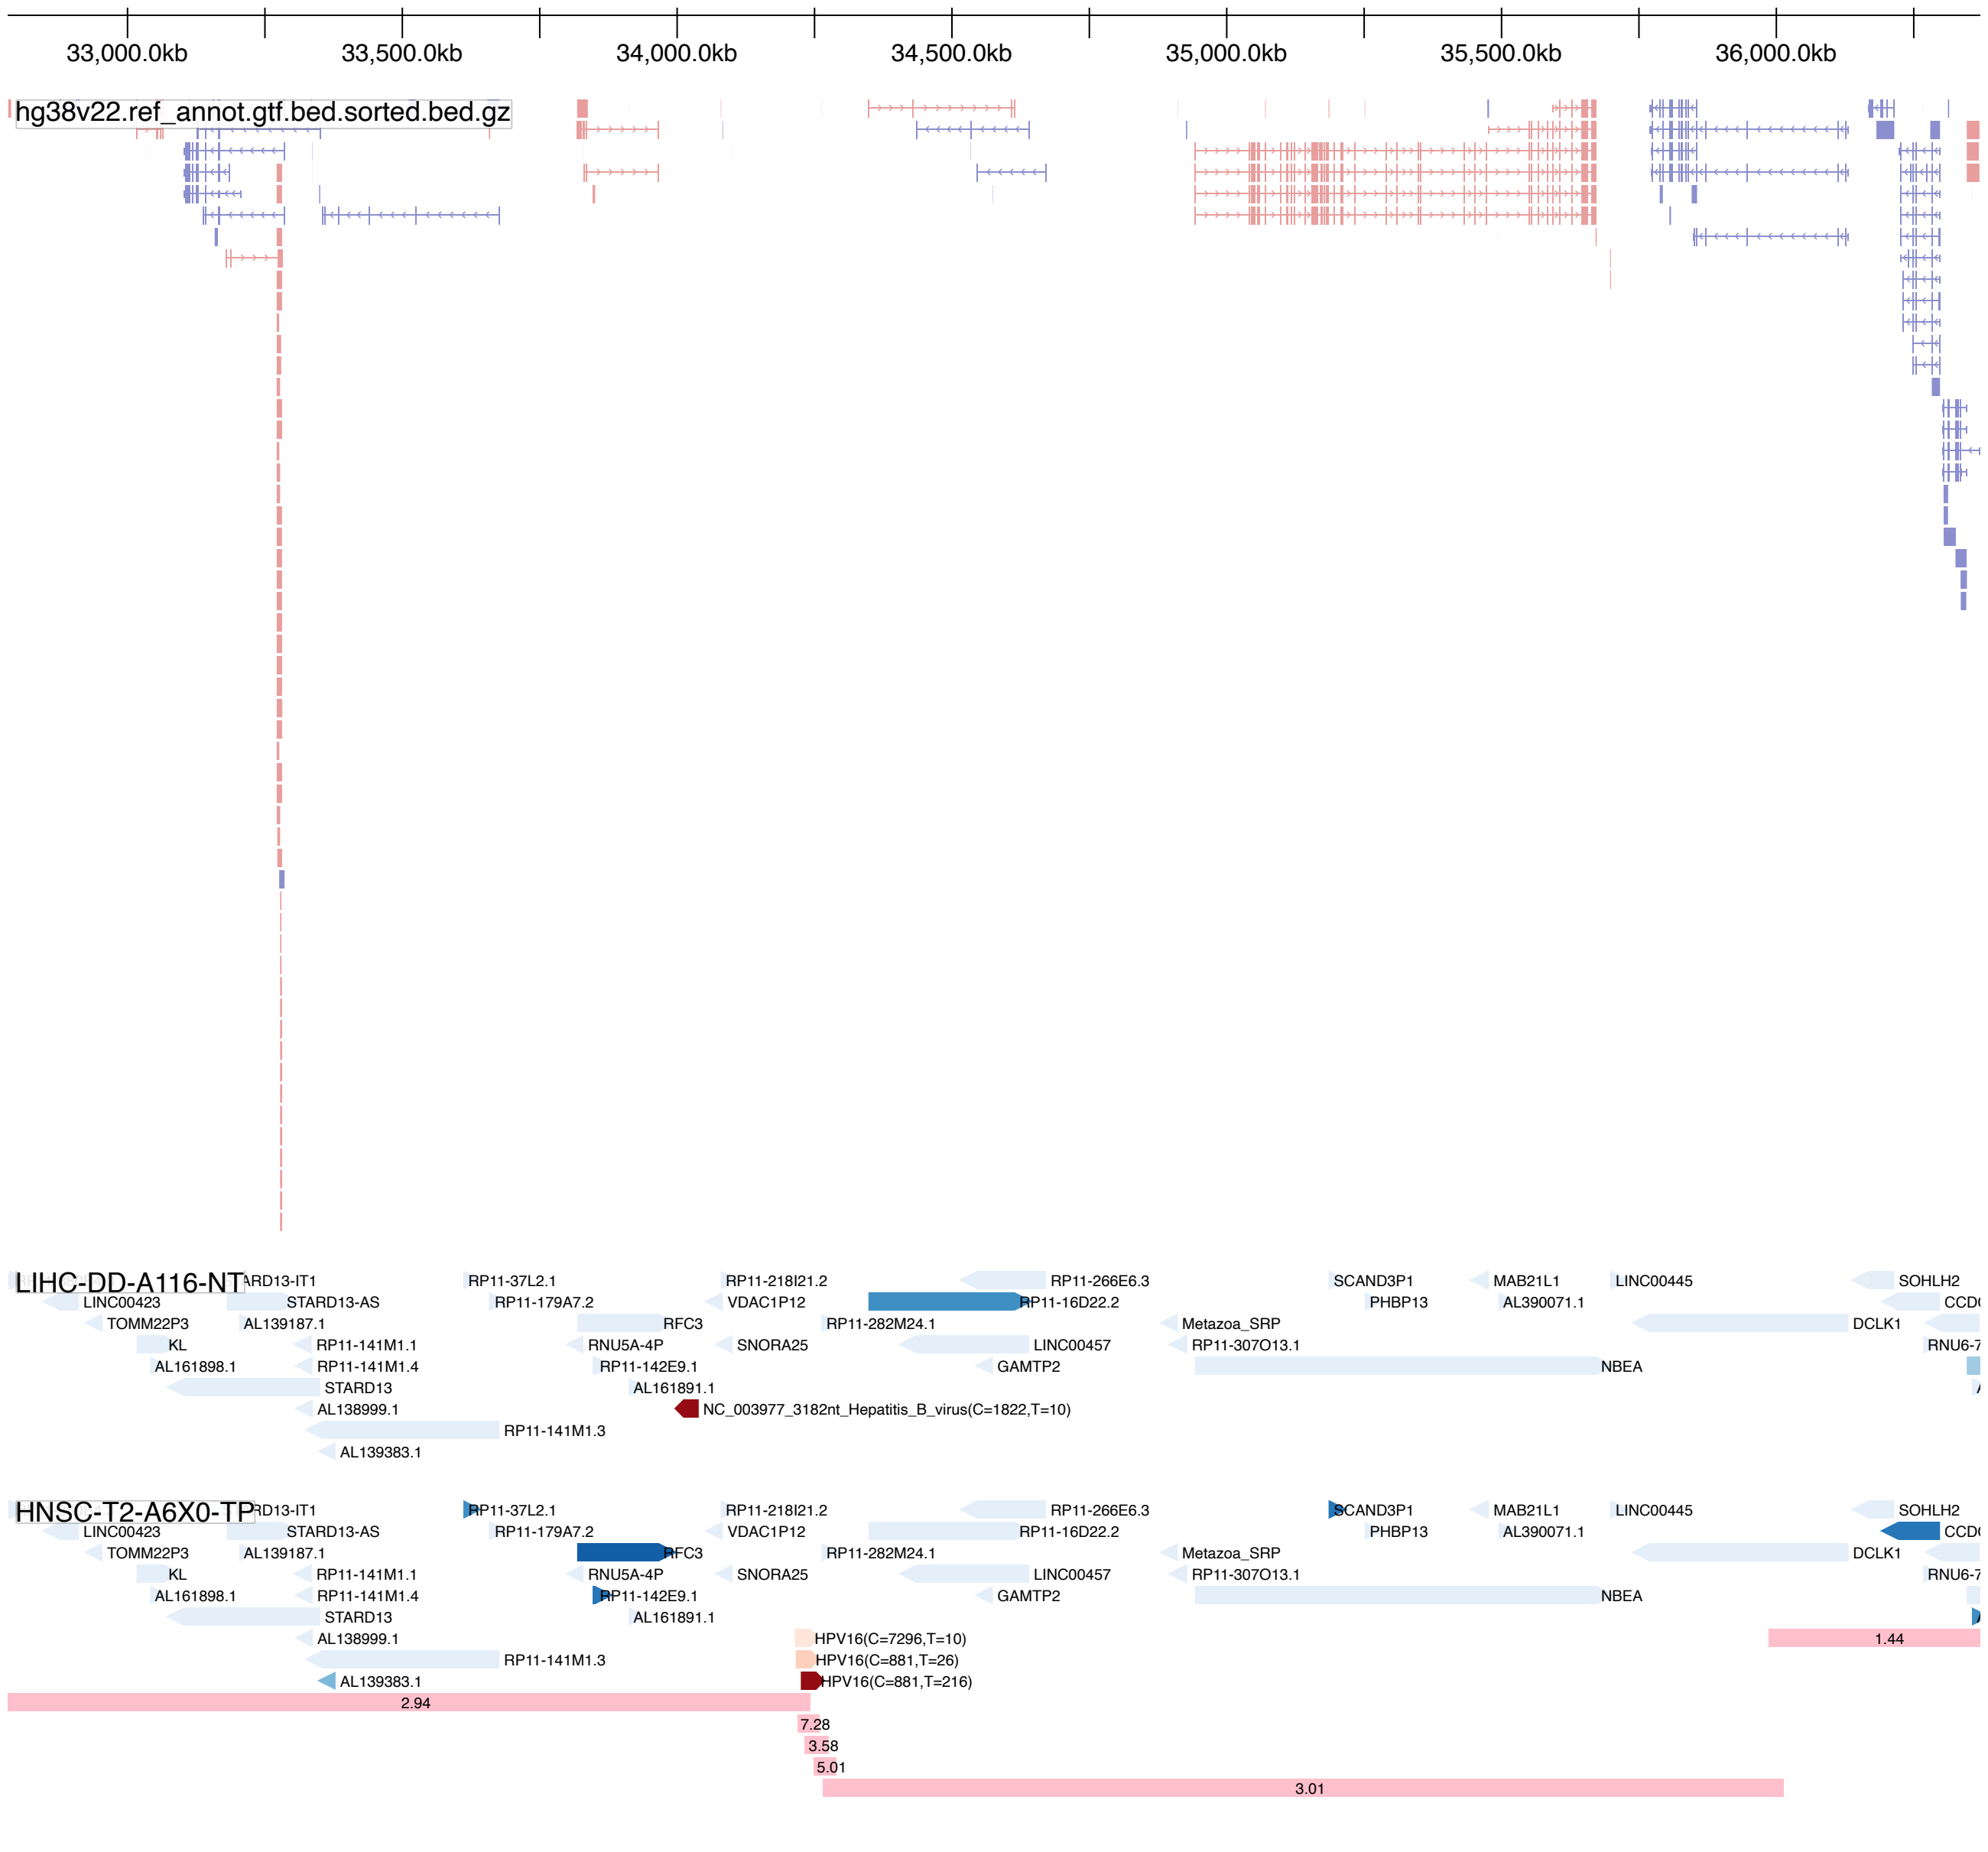 33,000.0kb 33,500.0kb 34,000.0kb 34,500.0kb 35,000.0kb 35,500.0kb 36,000.0kb
hg38v22.ref_annot.gtf.bed.sorted.bed.gz
LIHC-DD-A116-NT ARD13-IT1 RP11-37L2.1 RP11-218I21.2 RP11-266E6.3 SCAND3P1 MAB21L1 LINC00445 SOHLH2
LINC00423 STARD13-AS RP11-179A7.2 VDAC1P12 RP11-16D22.2 PHBP13 AL390071.1
TOMM22P3 AL139187.1 RFC3 RP11-282M24.1 Metazoa_SRP DCLK1
KL RP11-141M1.1 RNU5A-4P SNORA25 LINC00457 RP11-307O13.1 RNU6-7
AL161898.1 RP11-141M1.4 RP11-142E9.1 GAMTP2 NBEA
STARD13 AL161891.1
AL138999.1 NC_003977_3182nt_Hepatitis_B_virus(C=1822,T=10)
RP11-141M1.3
AL139383.1
HNSC-T2-A6X0-TP RD13-IT1 RP11-37L2.1 RP11-218I21.2 RP11-266E6.3 SCAND3P1 MAB21L1 LINC00445 SOHLH2
LINC00423 STARD13-AS RP11-179A7.2 VDAC1P12 RP11-16D22.2 PHBP13 AL390071.1
TOMM22P3 AL139187.1 RFC3 RP11-282M24.1 Metazoa_SRP DCLK1
KL RP11-141M1.1 RNU5A-4P SNORA25 LINC00457 RP11-307O13.1 RNU6-7
AL161898.1 RP11-141M1.4 RP11-142E9.1 GAMTP2 NBEA
STARD13 AL161891.1
AL138999.1 HPV16(C=7296,T=10) 1.44
RP11-141M1.3 HPV16(C=881,T=26)
AL139383.1 HPV16(C=881,T=216)
2.94
7.28
3.58
5.01
3.01